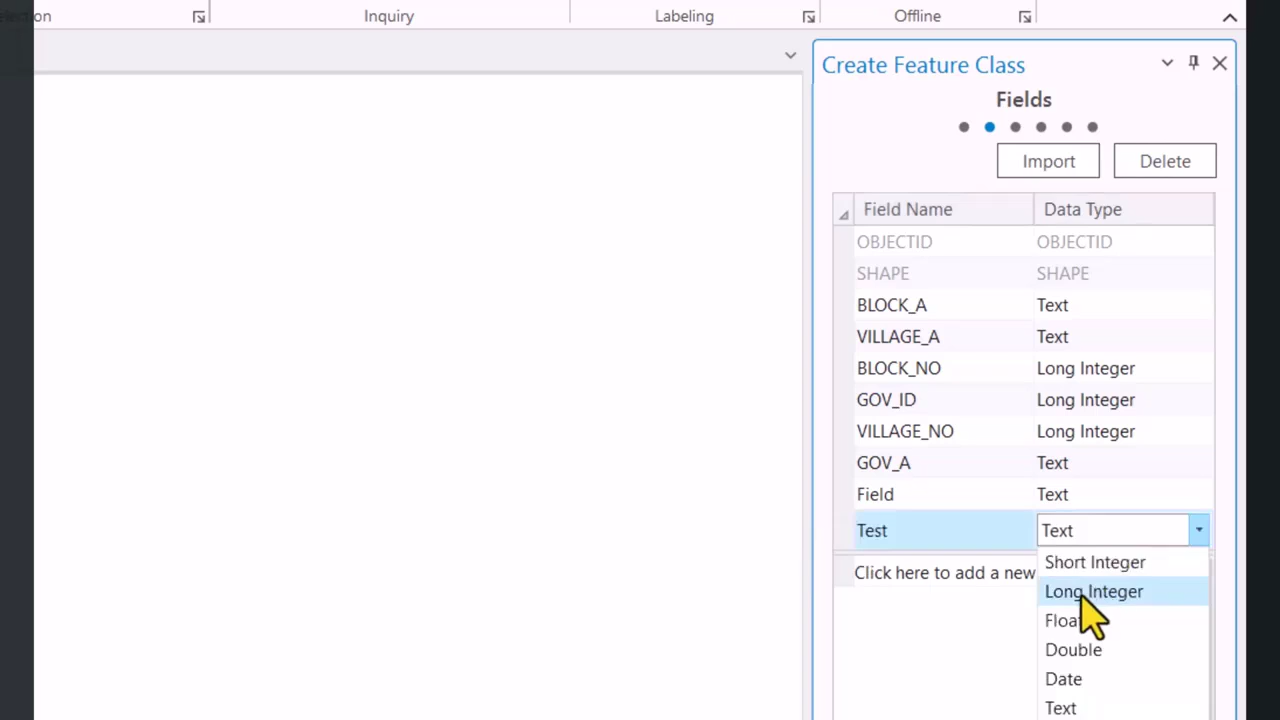 Inquiry
Labeling
Offline
Create Feature Class
Fields
Import
Delete
Field Name Data Type
OBJECTID OBJECTID
SHAPE SHAPE
BLOCK_A Text
VILLAGE_A Text
BLOCK_NO Long Integer
GOV_ID Long Integer
VILLAGE_NO Long Integer
GOV_A Text
Field Text
Test Text
Click here to add a new
Short Integer
Long Integer
Double
Date
Text